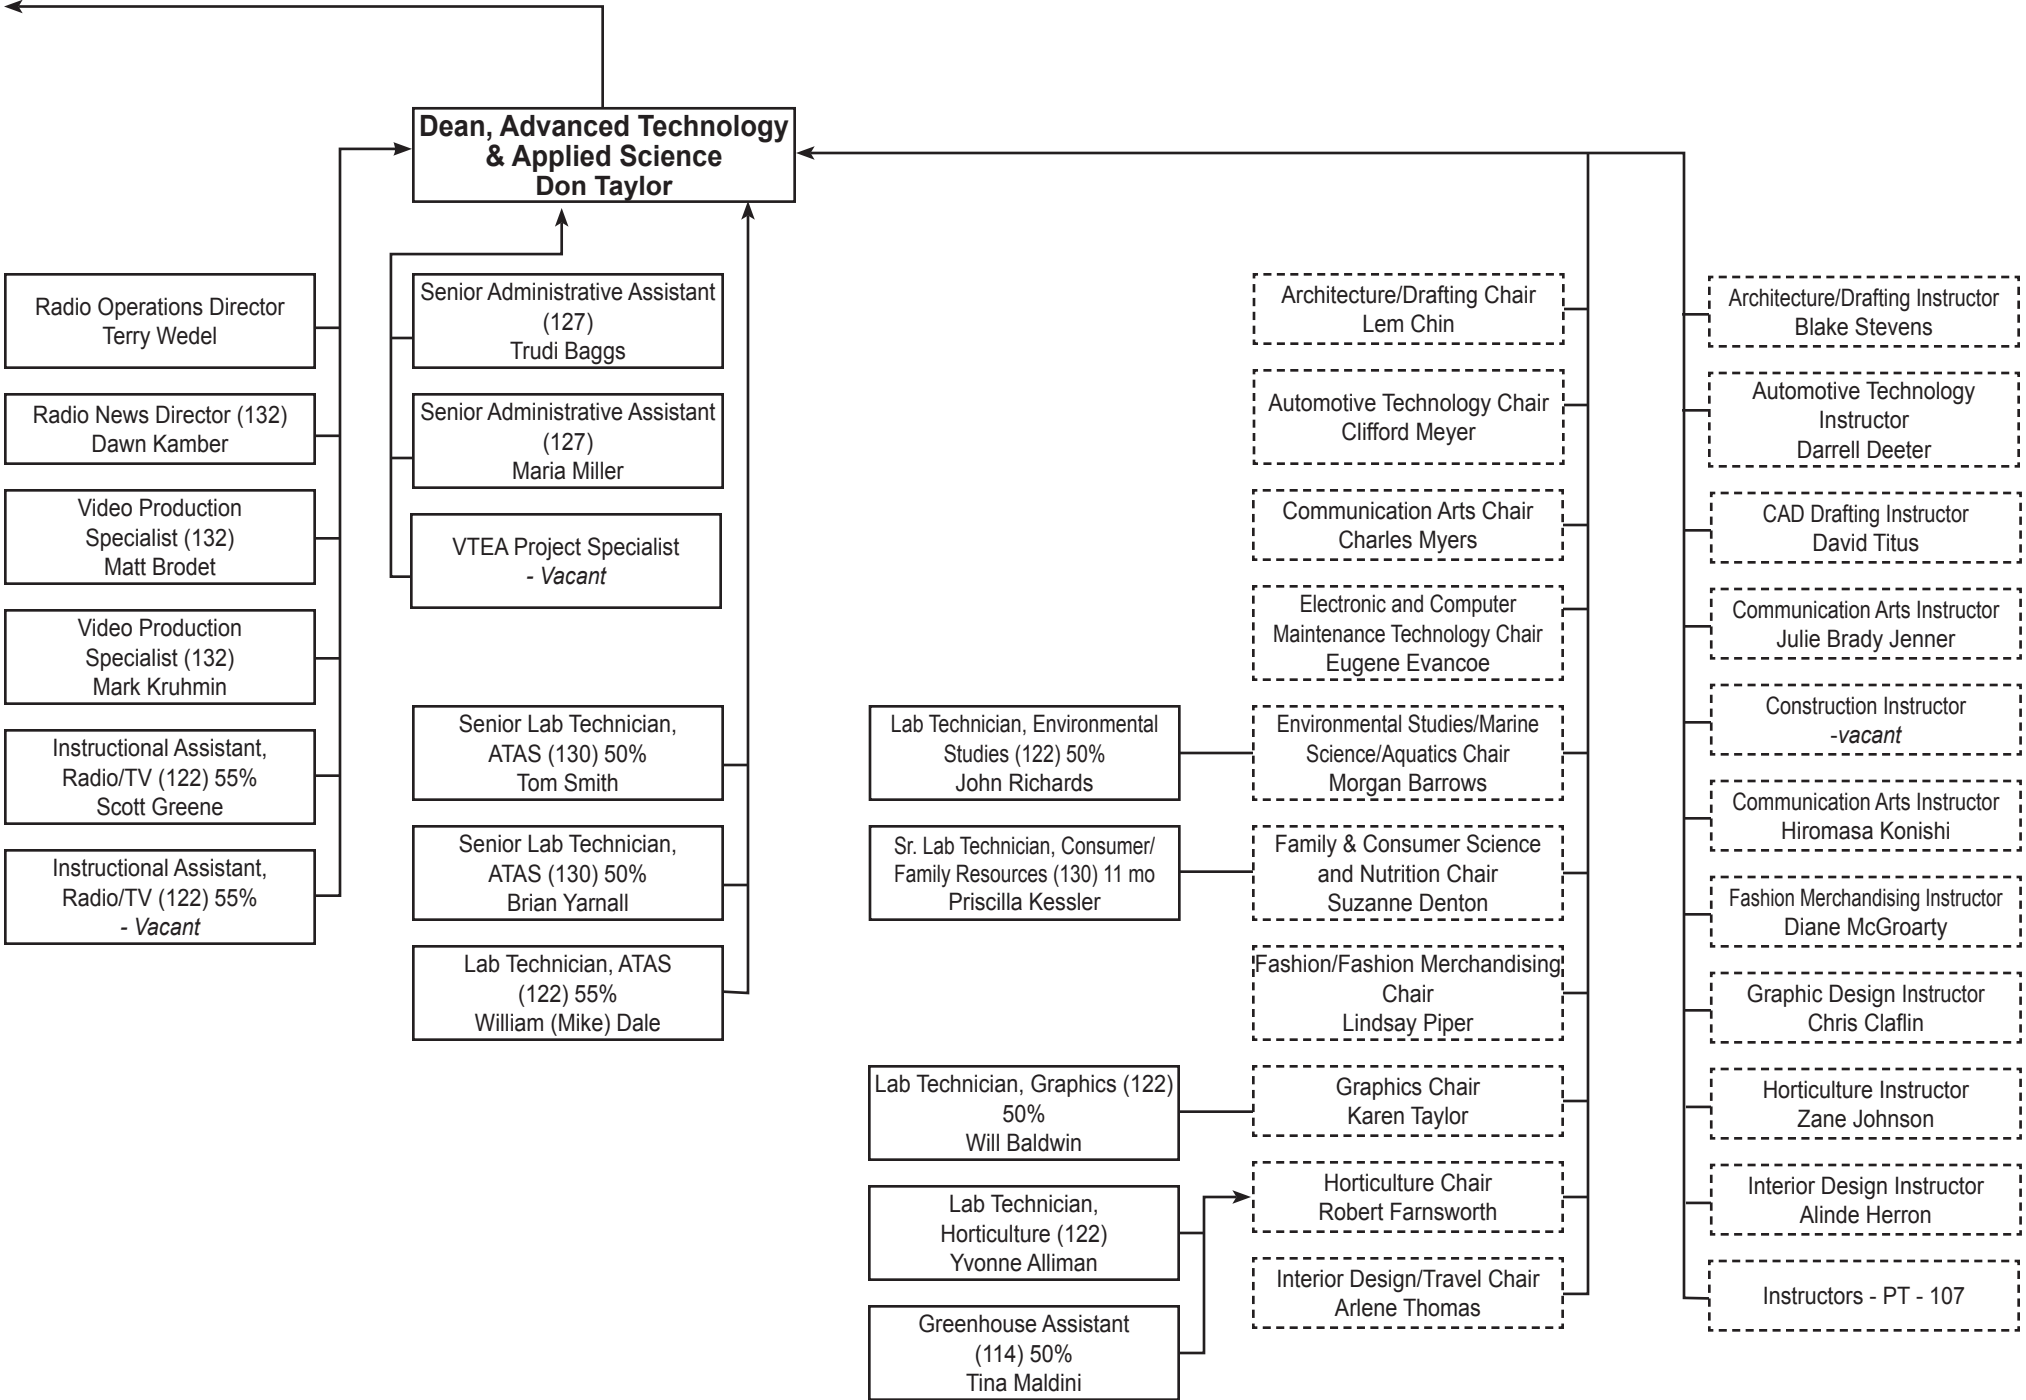 Dean, Advanced Technology
& Applied Science
Don Taylor
Radio Operations Director
Terry Wedel
Radio News Director (132)
Dawn Kamber
Video Production
Specialist (132)
Matt Brodet
Video Production
Specialist (132)
Mark Kruhmin
Instructional Assistant,
Radio/TV (122) 55%
Scott Greene
Instructional Assistant,
Radio/TV (122) 55%
- Vacant
Senior Administrative Assistant
(127)
Trudi Baggs
Senior Administrative Assistant
(127)
Maria Miller
VTEA Project Specialist
- Vacant
Senior Lab Technician,
ATAS (130) 50%
Tom Smith
Senior Lab Technician,
ATAS (130) 50%
Brian Yarnall
Lab Technician, ATAS
(122) 55%
William (Mike) Dale
Lab Technician, Environmental
Studies (122) 50%
John Richards
Sr. Lab Technician, Consumer/
Family Resources (130) 11 mo
Priscilla Kessler
Lab Technician, Graphics (122)
50%
Will Baldwin
Lab Technician,
Horticulture (122)
Yvonne Alliman
Greenhouse Assistant
(114) 50%
Tina Maldini
Architecture/Drafting Chair
Lem Chin
Automotive Technology Chair
Clifford Meyer
Communication Arts Chair
Charles Myers
Electronic and Computer
Maintenance Technology Chair
Eugene Evancoe
Environmental Studies/Marine
Science/Aquatics Chair
Morgan Barrows
Family & Consumer Science
and Nutrition Chair
Suzanne Denton
Fashion/Fashion Merchandising
Chair
Lindsay Piper
Graphics Chair
Karen Taylor
Horticulture Chair
Robert Farnsworth
Interior Design/Travel Chair
Arlene Thomas
Architecture/Drafting Instructor
Blake Stevens
Automotive Technology
Instructor
Darrell Deeter
CAD Drafting Instructor
David Titus
Communication Arts Instructor
Julie Brady Jenner
Construction Instructor
-vacant
Communication Arts Instructor
Hiromasa Konishi
Fashion Merchandising Instructor
Diane McGroarty
Graphic Design Instructor
Chris Claflin
Horticulture Instructor
Zane Johnson
Interior Design Instructor
Alinde Herron
Instructors - PT - 107